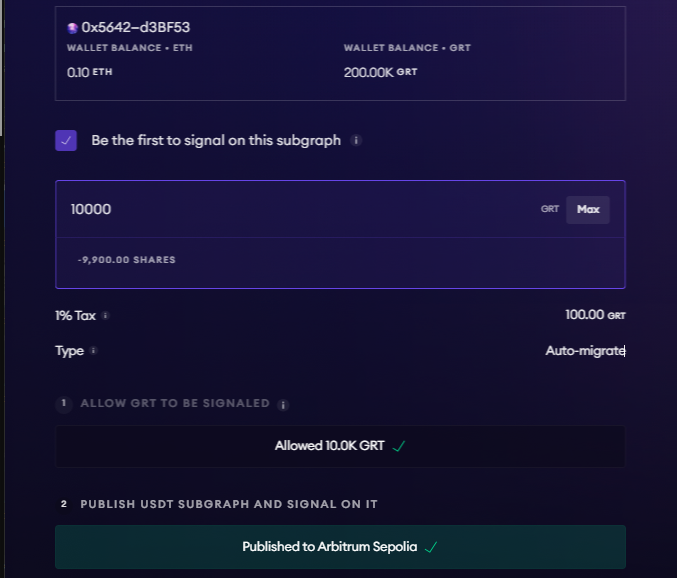 0x5642—d3BF53
WALLET BALANCE • ETH WALLET BALANCE • GRT
0.10 ETH 200.00K GRT
Be the first to signal on this subgraph i
10000 GRT Max
-9,900.00 SHARES
1% Tax i 100.00 GRT
Type i Auto-migrate
1 ALLOW GRT TO BE SIGNALED i
Allowed 10.0K GRT
2 PUBLISH USDT SUBGRAPH AND SIGNAL ON IT
Published to Arbitrum Sepolia